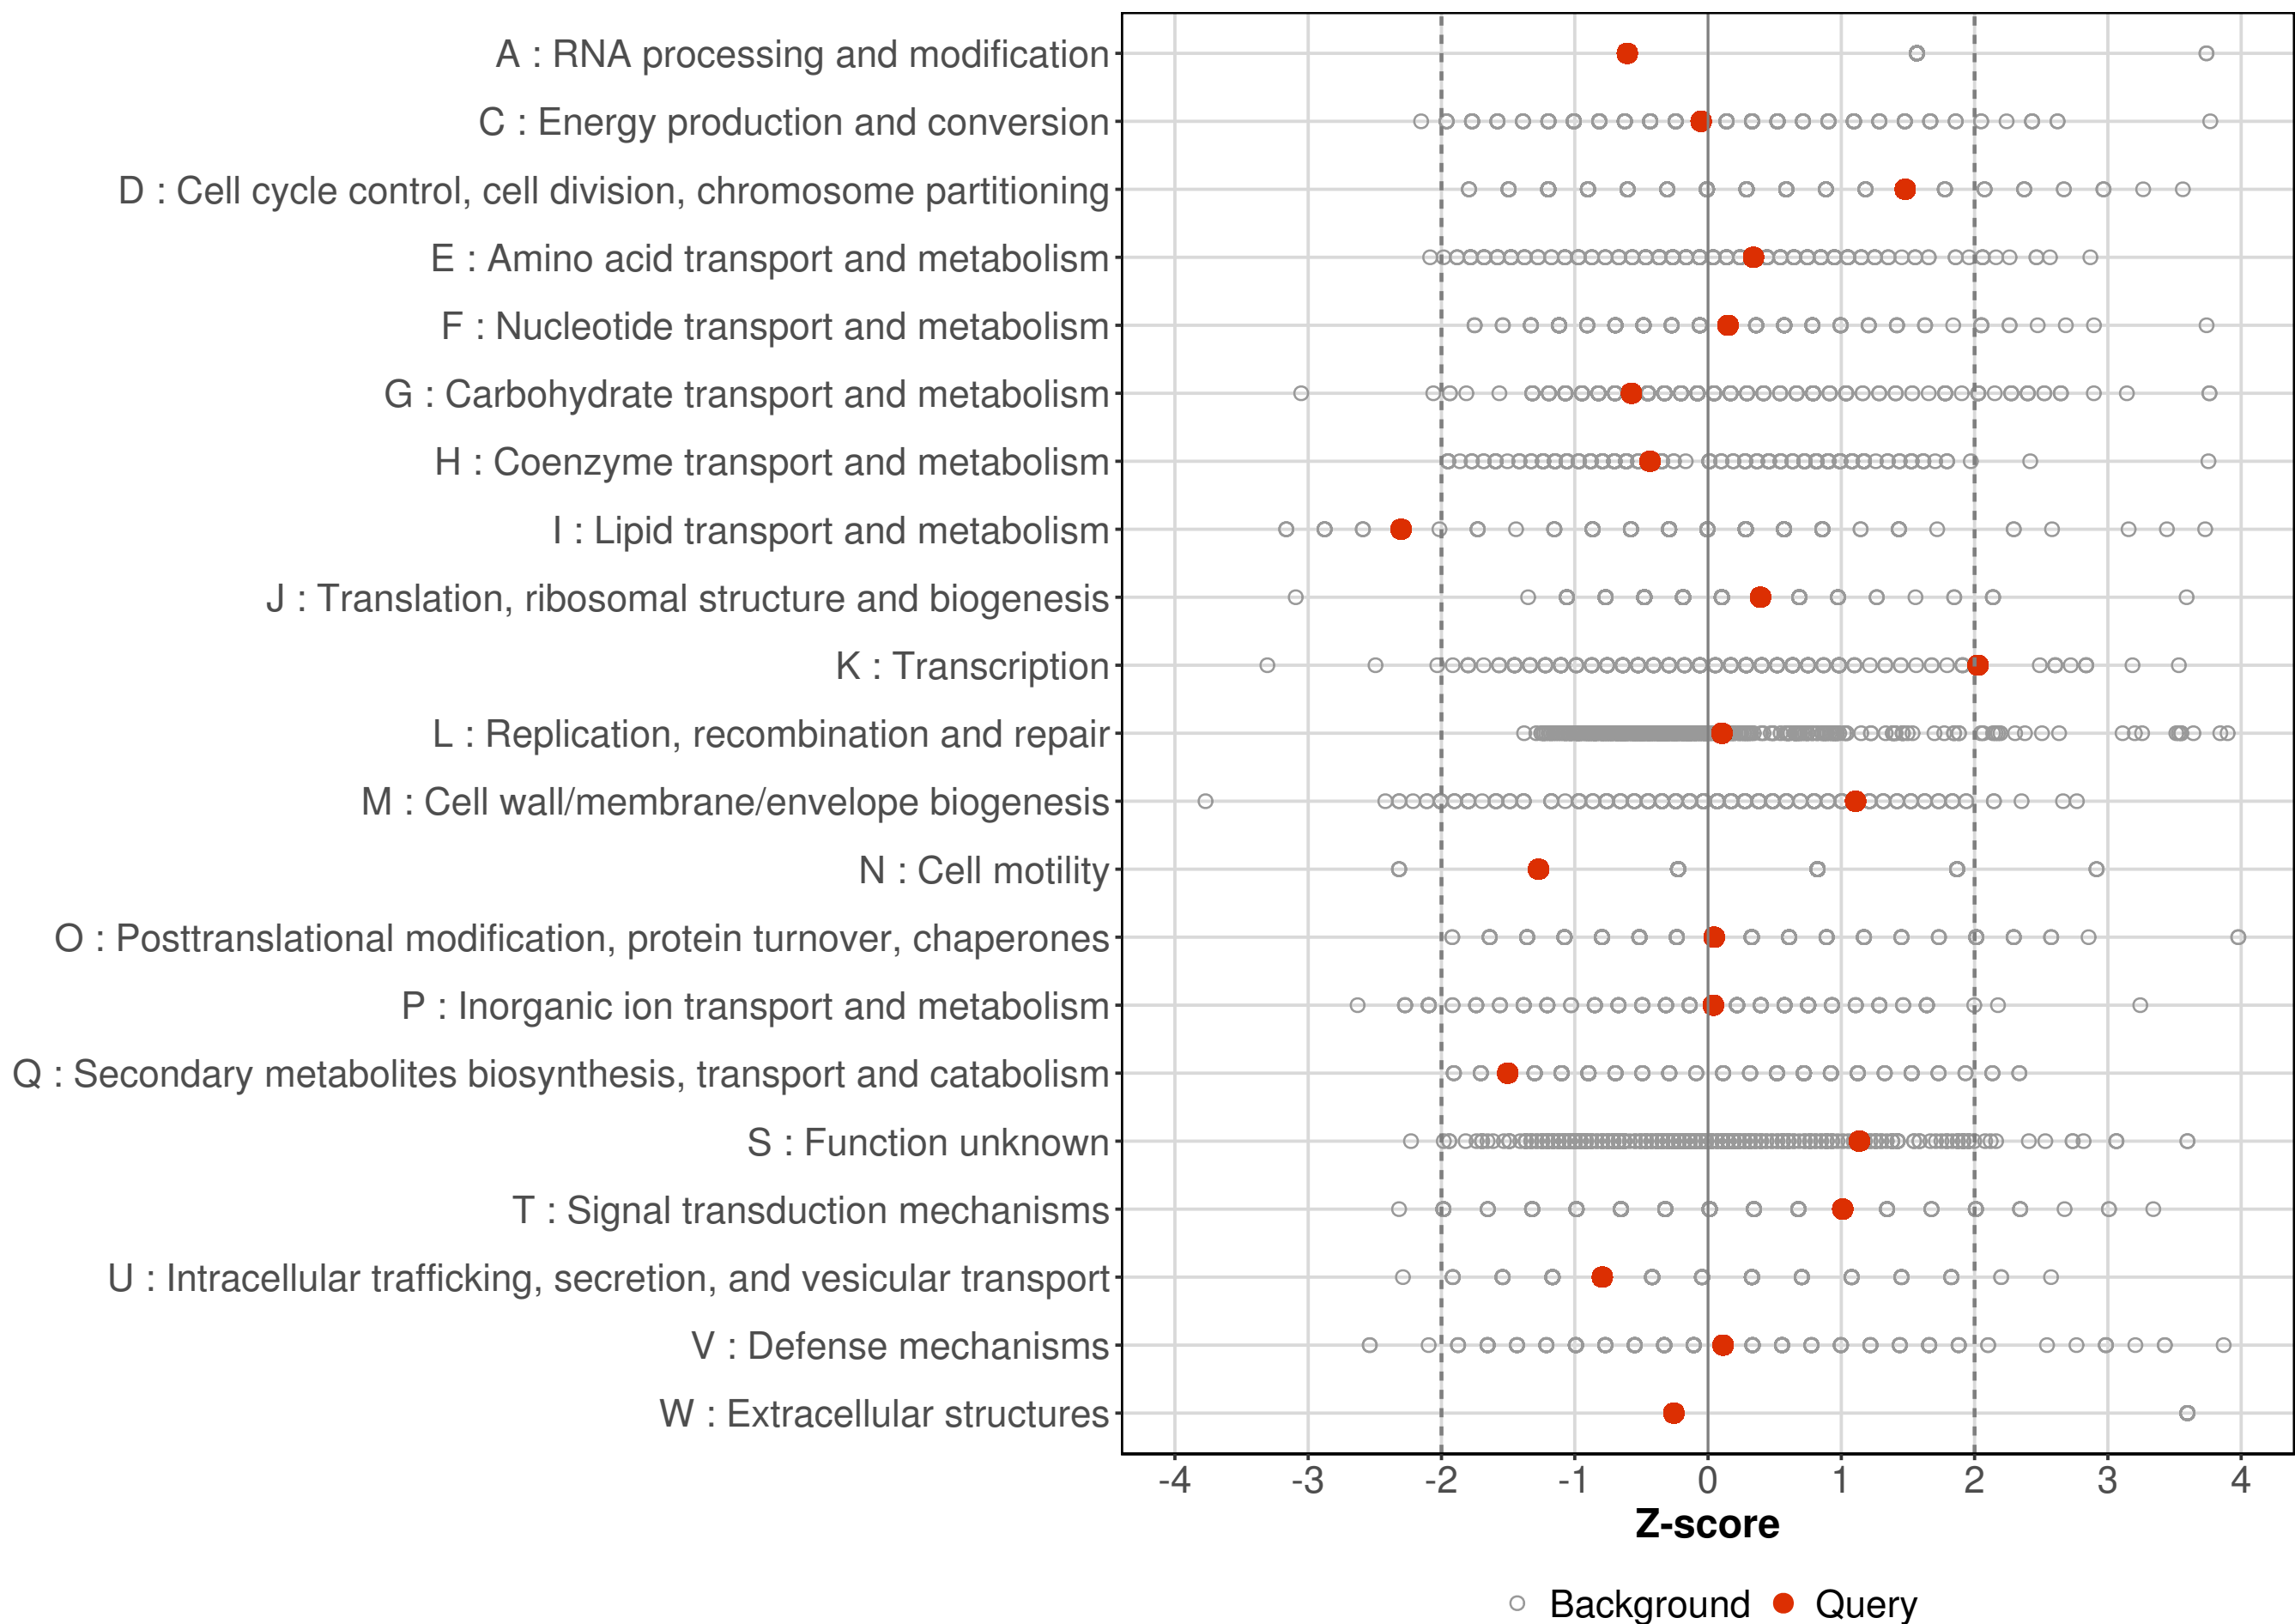 A : RNA processing and modification
C : Energy production and conversion
D : Cell cycle control, cell division, chromosome partitioning
E : Amino acid transport and metabolism
F : Nucleotide transport and metabolism
G : Carbohydrate transport and metabolism
H : Coenzyme transport and metabolism
I : Lipid transport and metabolism
J : Translation, ribosomal structure and biogenesis
K : Transcription
L : Replication, recombination and repair
M : Cell wall/membrane/envelope biogenesis
N : Cell motility
O : Posttranslational modification, protein turnover, chaperones
P : Inorganic ion transport and metabolism
Q : Secondary metabolites biosynthesis, transport and catabolism
S : Function unknown
T : Signal transduction mechanisms
U : Intracellular trafficking, secretion, and vesicular transport
V : Defense mechanisms
W : Extracellular structures
-4 -3 -2 -1 0 1 2 3 4
Z-score
Background Query